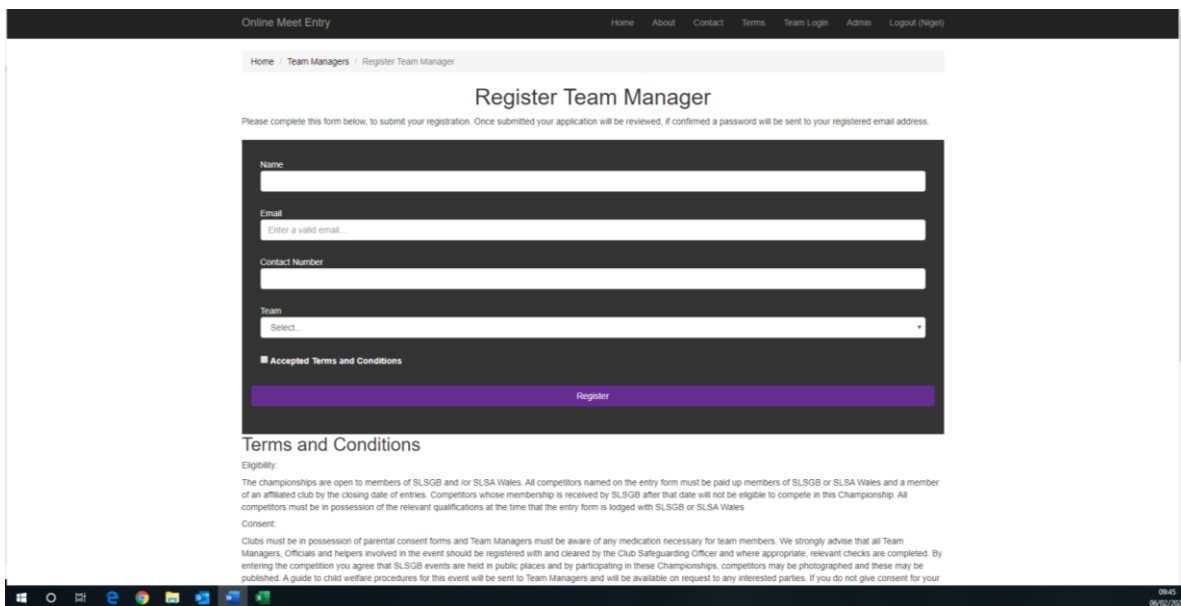 Online Meet Entry Home About Contact Terms Team Login Admin Logout (Nigel)
Home / Team Managers / Register Team Manager
Register Team Manager
Please complete this form below, to submit your registration. Once submitted your application will be reviewed, if confirmed a password will be sent to your registered email address.
Name
Email
Enter a valid email...
Contact Number
Team
Select...
Accepted Terms and Conditions
Register
Terms and Conditions
Eligibility:
The championships are open to members of SLSGB and /or SLSA Wales. All competitors named on the entry form must be paid up members of SLSGB or SLSA Wales and a member
of an affiliated club by the closing date of entries. Competitors whose membership is received by SLSGB after that date will not be eligible to compete in this Championship. All
competitors must be in possession of the relevant qualifications at the time that the entry form is lodged with SLSGB or SLSA Wales
Consent:
Clubs must be in possession of parental consent forms and Team Managers must be aware of any medication necessary for team members. We strongly advise that all Team
Managers, Officials and helpers involved in the event should be registered with and cleared by the Club Safeguarding Officer and where appropriate, relevant checks are completed. By
entering the competition you agree that SLSGB events are held in public places and by participating in these Championships, competitors may be photographed and these may be
published. A guide to child welfare procedures for this event will be sent to Team Managers and will be available on request to any interested parties. If you do not give consent for your
09:45
06/02/202